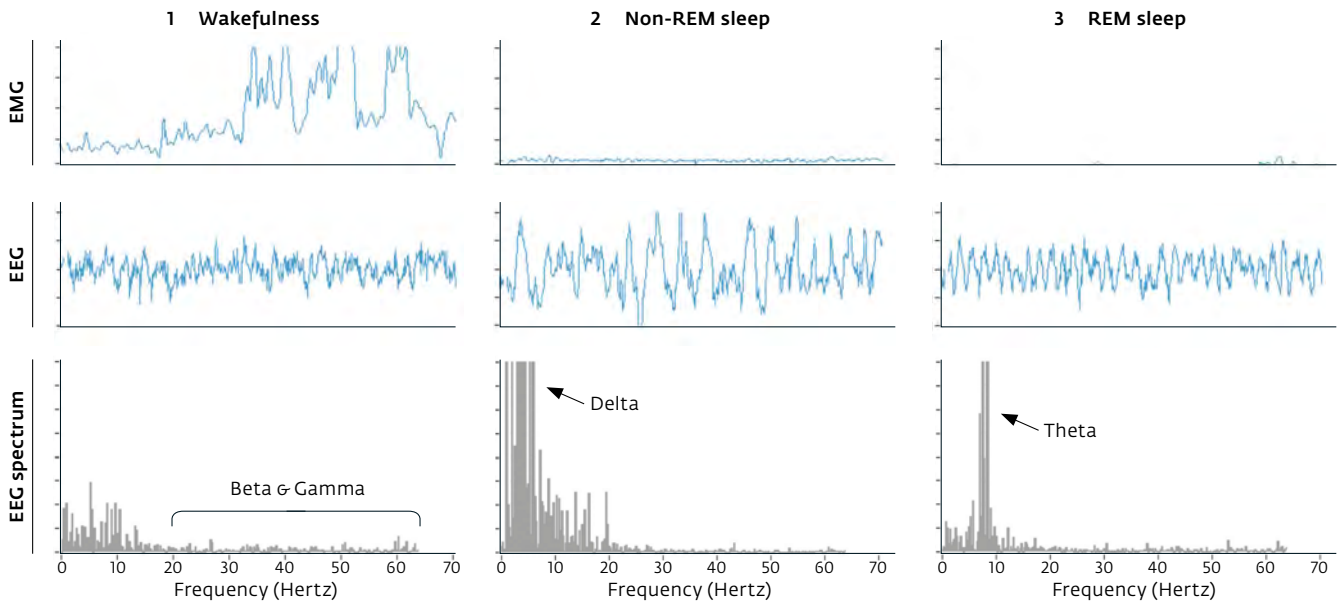 1 Wakefulness
2 Non-REM sleep
3 REM sleep
EMG
EEG
EEG spectrum
Beta & Gamma
Delta
Theta
0 10 20 30 40 50 60 70
0 10 20 30 40 50 60 70
0 10 20 30 40 50 60 70
Frequency (Hertz)
Frequency (Hertz)
Frequency (Hertz)